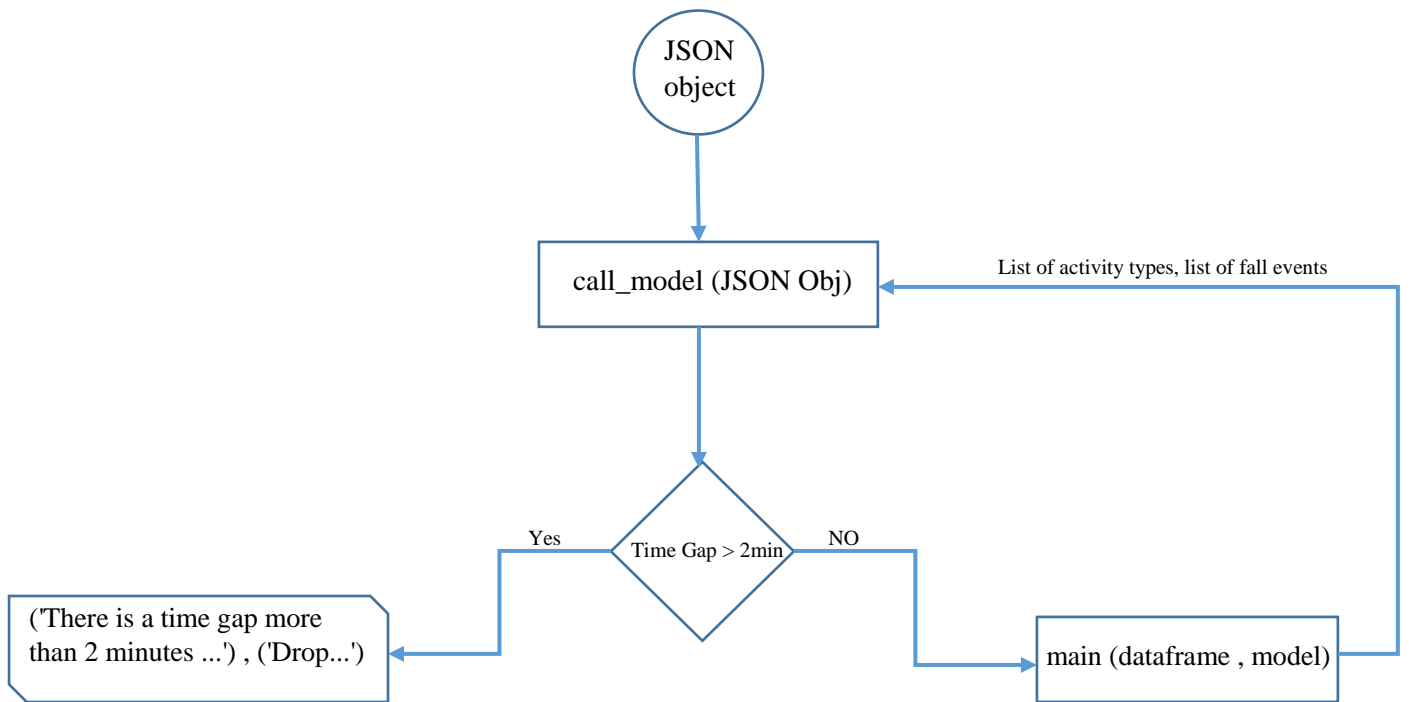 JSON
object
call_model (JSON Obj)
List of activity types, list of fall events
Yes
Time Gap > 2min
NO
('There is a time gap more
than 2 minutes ...') , ('Drop...')
main (dataframe , model)